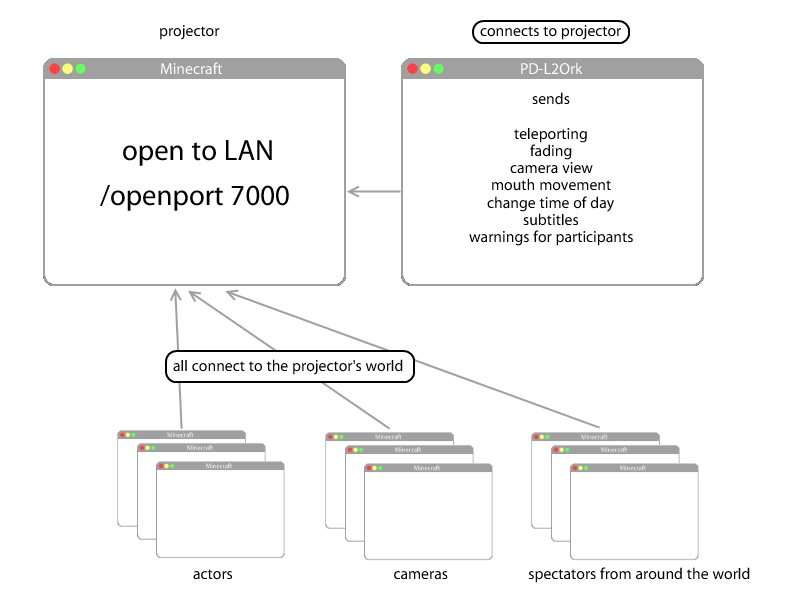 projector
connects to projector
Minecraft
PD-L2Ork
open to LAN
/openport 7000
sends
teleporting
fading
camera view
mouth movement
change time of day
subtitles
warnings for participants
all connect to the projector's world
Minecraft
Minecraft
Minecraft
Minecraft
Minecraft
Minecraft
Minecraft
Minecraft
Minecraft
actors
cameras
spectators from around the world